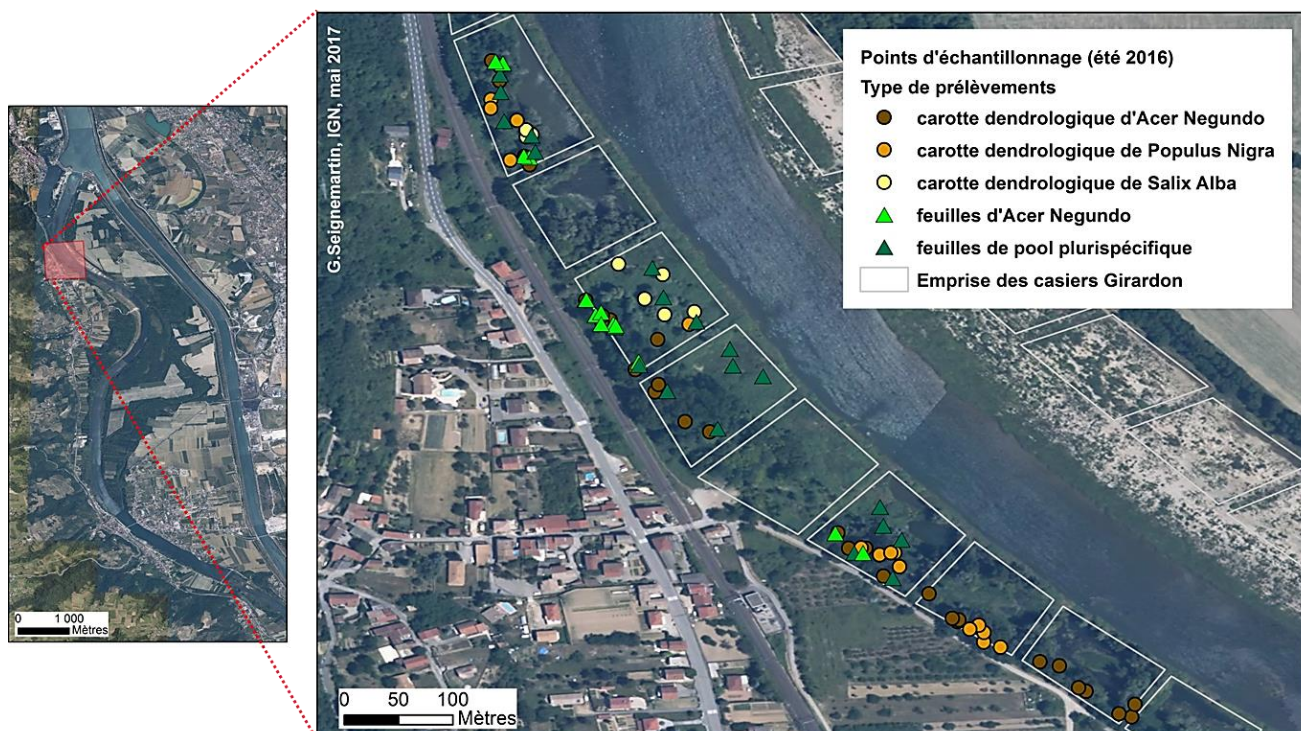 G.Seignemartin, IGN, mai 2017
Points d'échantillonnage (été 2016)
Type de prélèvements
carotte dendrologique d'Acer Negundo
carotte dendrologique de Populus Nigra
carotte dendrologique de Salix Alba
feuilles d'Acer Negundo
feuilles de pool plurispécifique
Emprise des casiers Girardon
0 1 000
Mètres
0 50 100
Mètres